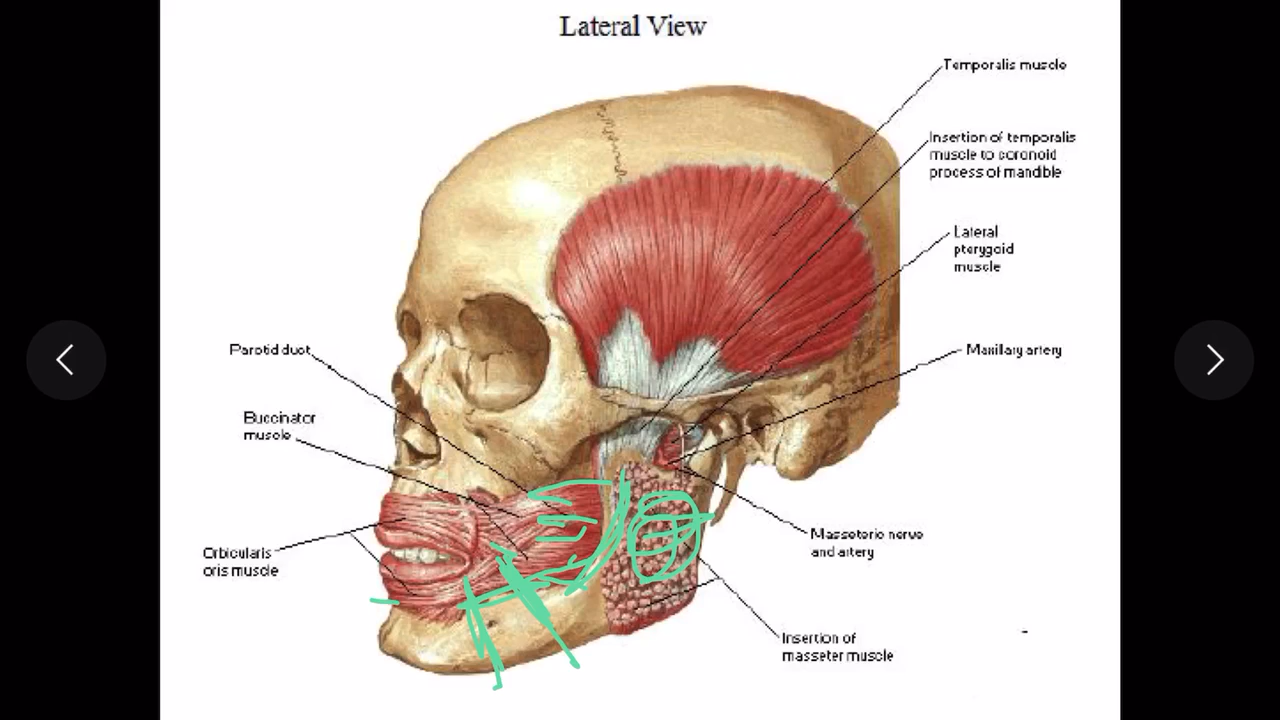 Lateral View
Temporalis muscle
Insertion of temporalis
muscle to coronoid
process of mandible
Lateral
pterygoid
muscle
Parotid duct
Maxillary artery
Buccinator
muscle
Masseteric nerve
and artery
Orbicularis
oris muscle
Insertion of
masseter muscle